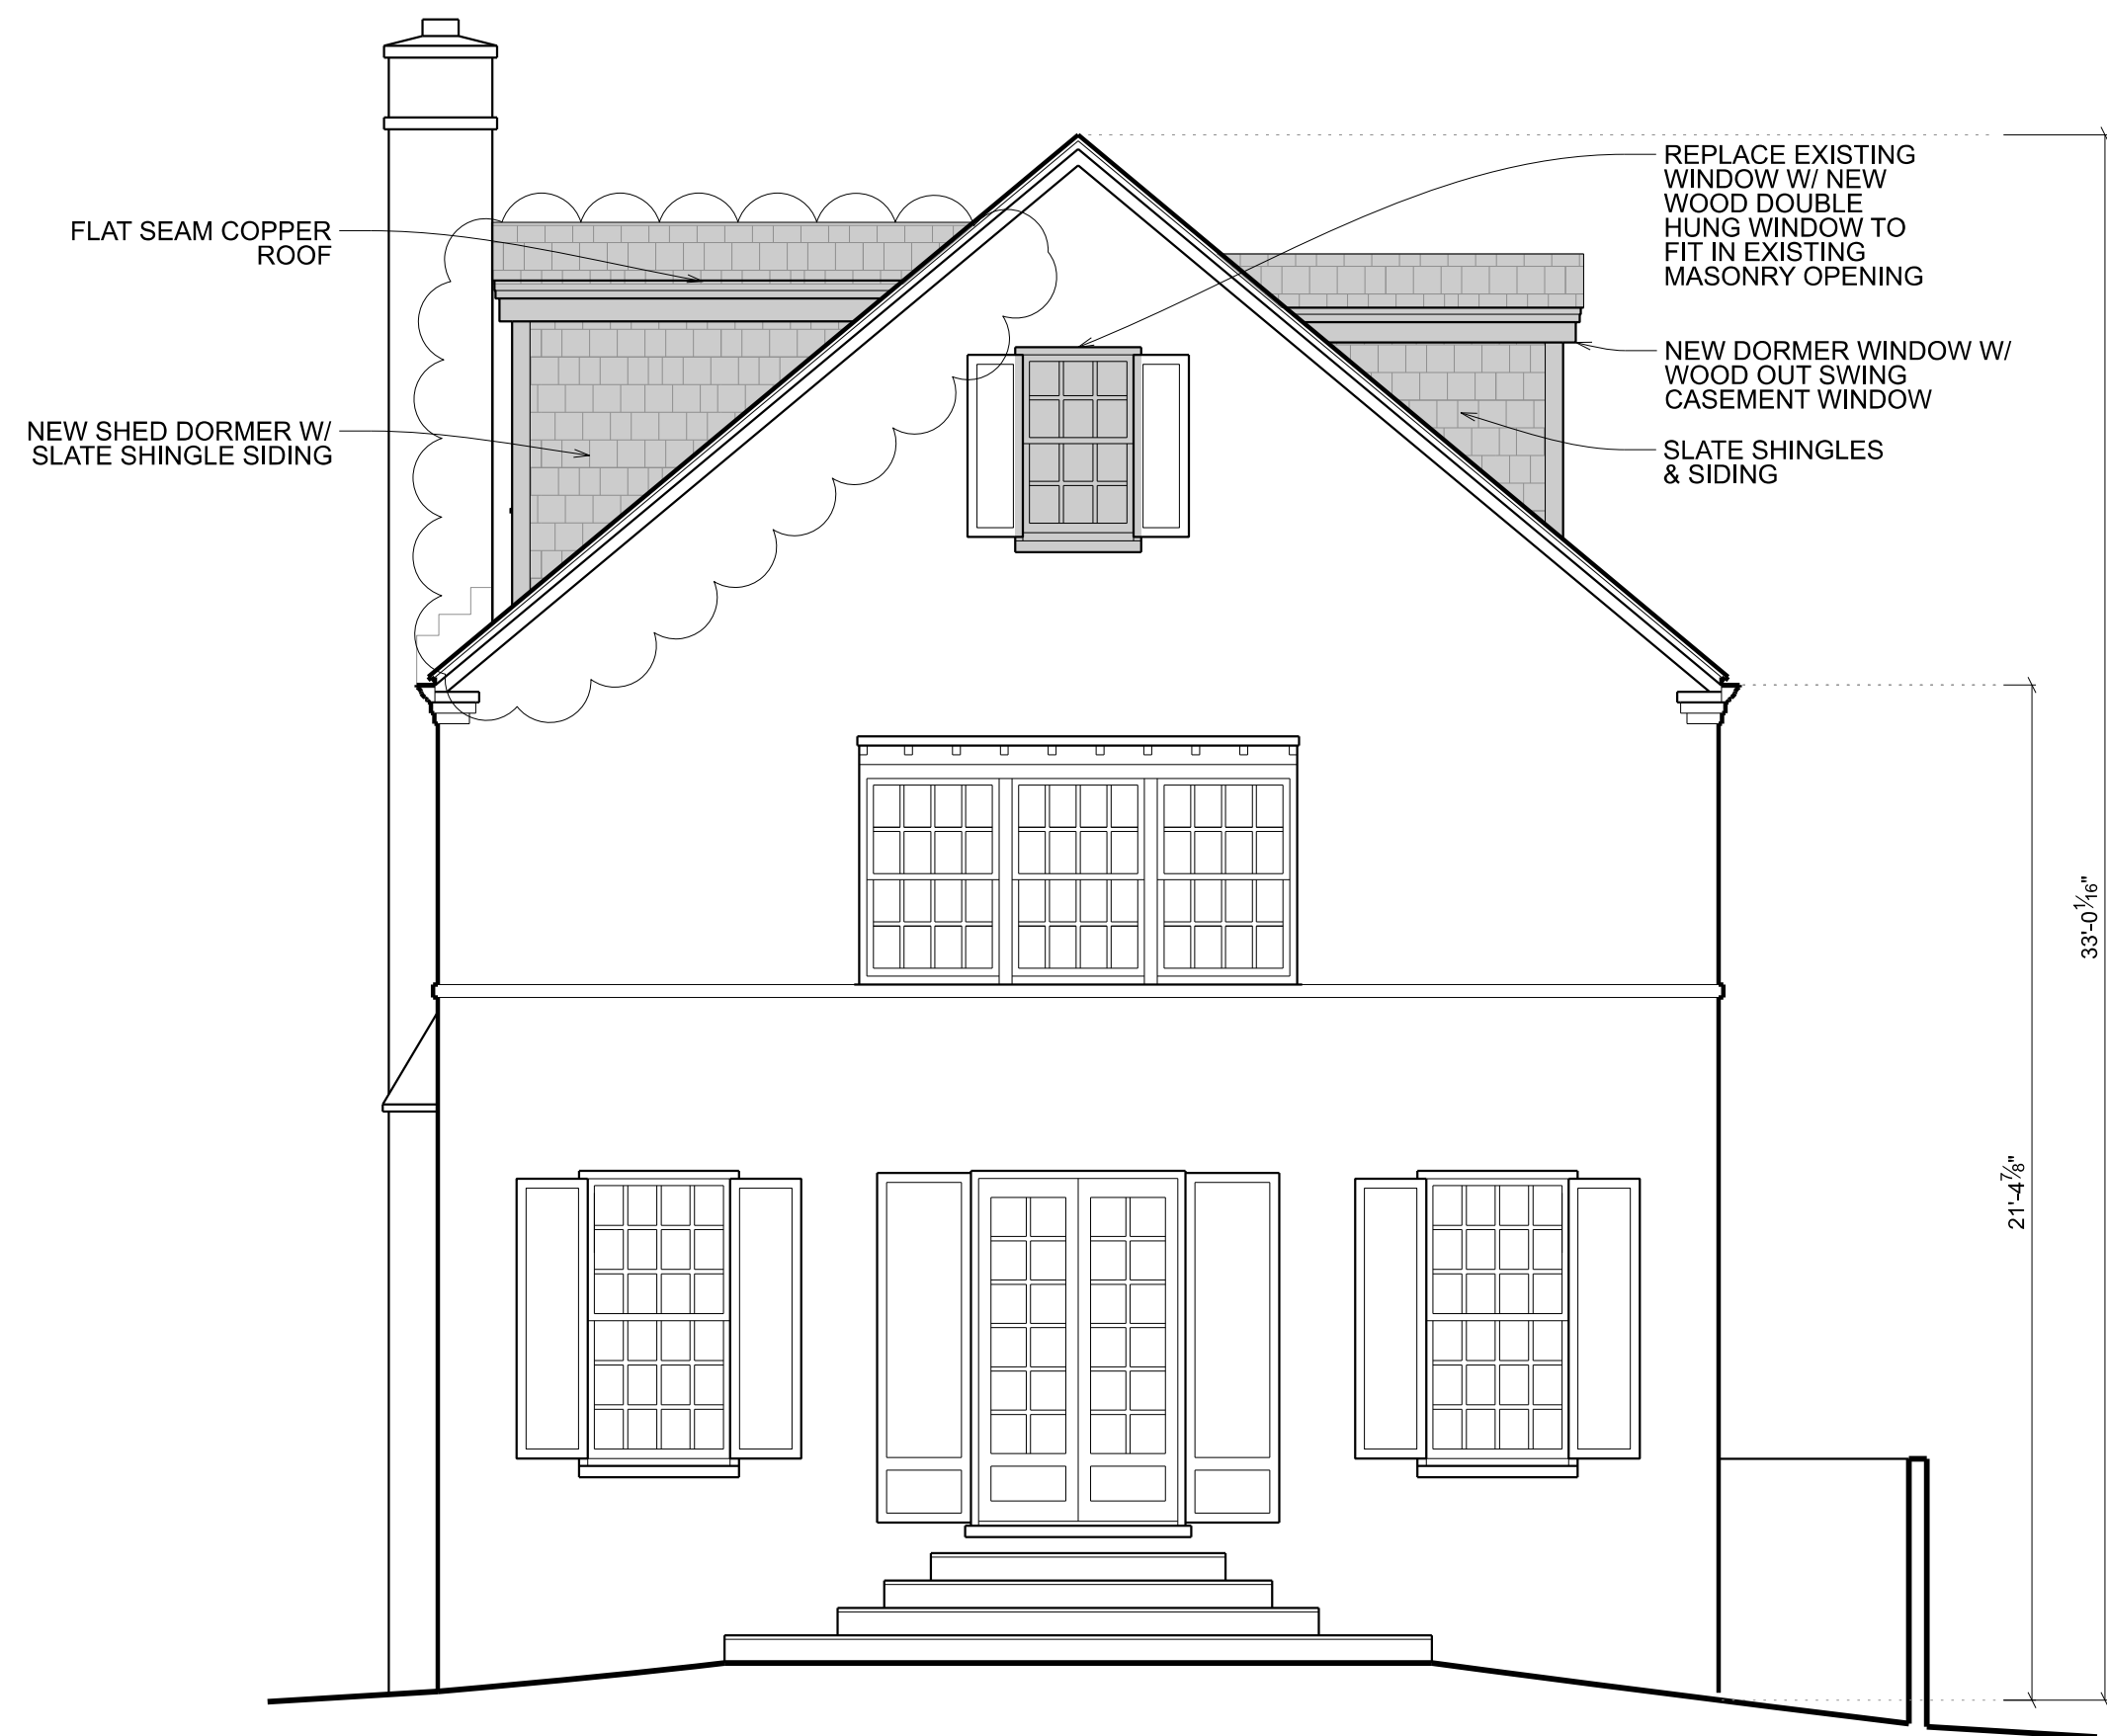 FLAT SEAM COPPER
ROOF
NEW SHED DORMER W/
SLATE SHINGLE SIDING
REPLACE EXISTING
WINDOW W/ NEW
WOOD DOUBLE
HUNG WINDOW TO
FIT IN EXISTING
MASONRY OPENING
NEW DORMER WINDOW W/
WOOD OUT SWING
CASEMENT WINDOW
SLATE SHINGLES
& SIDING
33'-0 1/16"
21'-4 7/8"